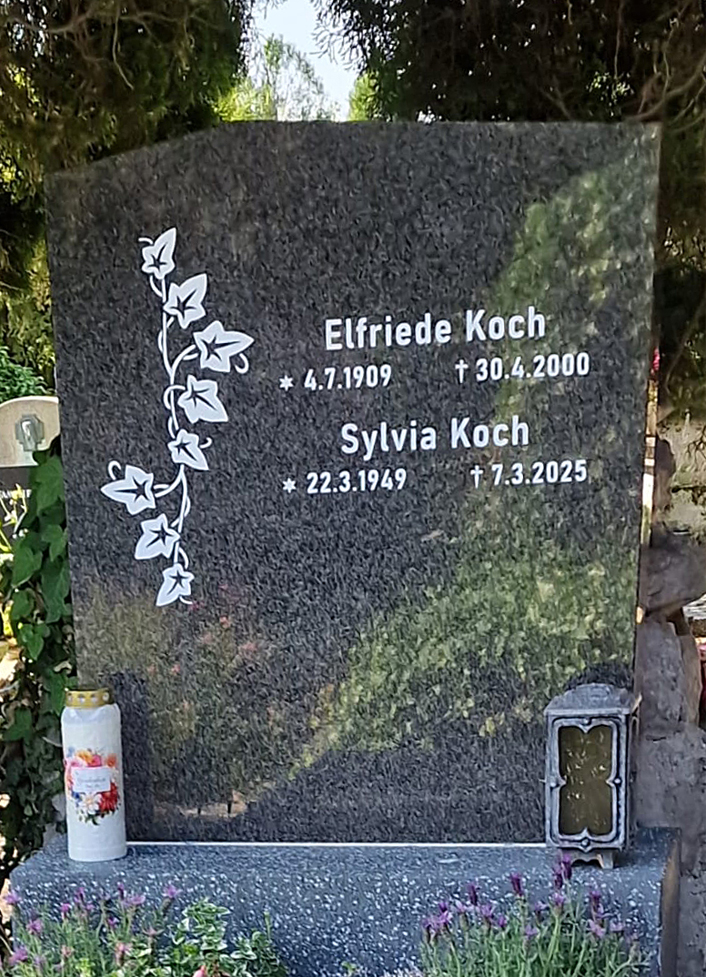 Elfriede Koch
* 4.7.1909 † 30.4.2000
Sylvia Koch
* 22.3.1949 † 7.3.2025